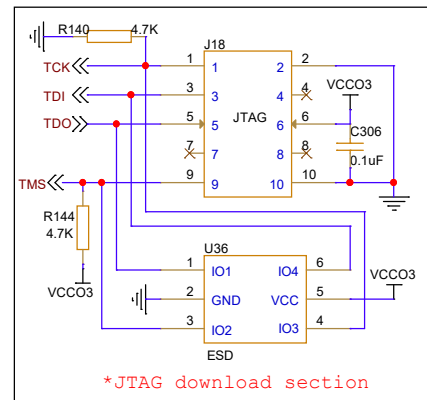 R140 4.7K
J18
TCK 1 1 2 2
VCCO3
TDI 3 3 4 4
TDO 5 5 JTAG 6 6
C306
7 7 8 8
0.1uF
TMS 9 9 10 10
R144
4.7K
U36
VCCO3
1 IO1 IO4 6
VCCO3
2 GND VCC 5
3 IO2 IO3 4
ESD
*JTAG download section